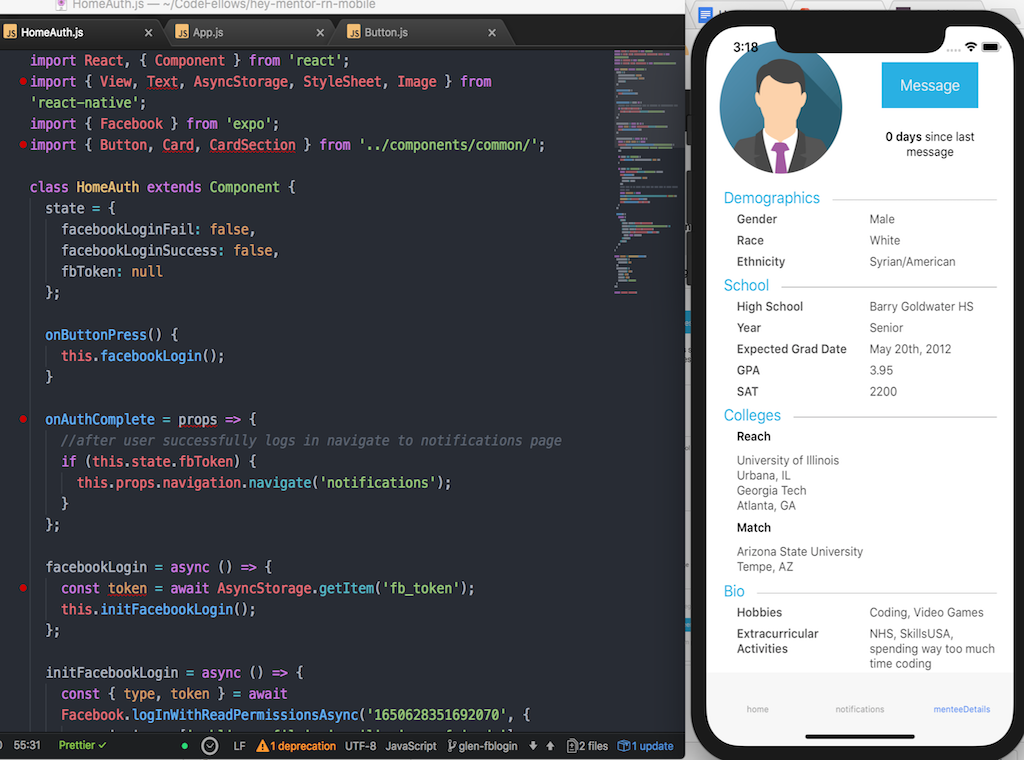 HomeAuth.js — ~/CodeFellows/hey-mentor-rn-mobile
HomeAuth.js
App.js
Button.js
import React, { Component } from 'react';
import { View, Text, AsyncStorage, StyleSheet, Image } from
'react-native';
import { Facebook } from 'expo';
import { Button, Card, CardSection } from '../components/common/';
class HomeAuth extends Component {
state = {
facebookLoginFail: false,
facebookLoginSuccess: false,
fbToken: null
};
onButtonPress() {
this.facebookLogin();
}
onAuthComplete = props => {
//after user successfully logs in navigate to notifications page
if (this.state.fbToken) {
this.props.navigation.navigate('notifications');
}
};
facebookLogin = async () => {
const token = await AsyncStorage.getItem('fb_token');
this.initFacebookLogin();
};
initFacebookLogin = async () => {
const { type, token } = await
Facebook.logInWithReadPermissionsAsync('1650628351692070', {
55:31 Prettier LF 1 deprecation UTF-8 JavaScript glen-fblogin 2 files 1 update
3:18
Message
0 days since last
message
Demographics
Gender Male
Race White
Ethnicity Syrian/American
School
High School Barry Goldwater HS
Year Senior
Expected Grad Date May 20th, 2012
GPA 3.95
SAT 2200
Colleges
Reach
University of Illinois
Urbana, IL
Georgia Tech
Atlanta, GA
Match
Arizona State University
Tempe, AZ
Bio
Hobbies Coding, Video Games
Extracurricular NHS, SkillsUSA,
Activities spending way too much
time coding
home notifications menteeDetails